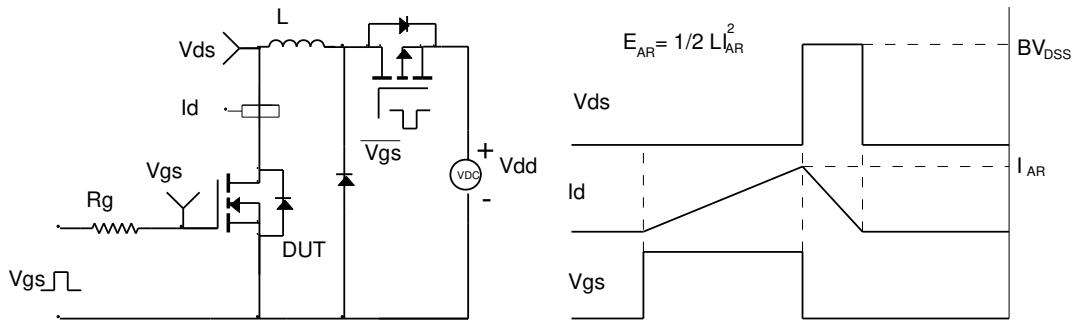 L
Vds
Id
Vgs
Rg
DUT
Vgs
Vgs
VDC
+
Vdd
-
E_AR = 1/2 LI_AR^2
Vds
BV_DSS
Id
I_AR
Vgs